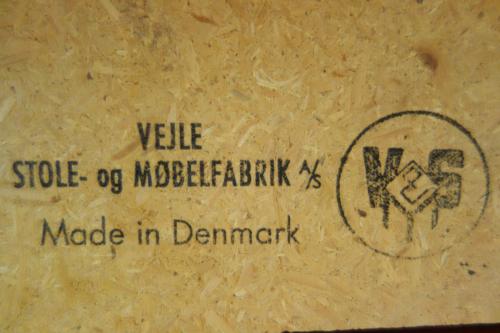 VEJLE
STOLE- og MØBELFABRIK A/S
Made in Denmark